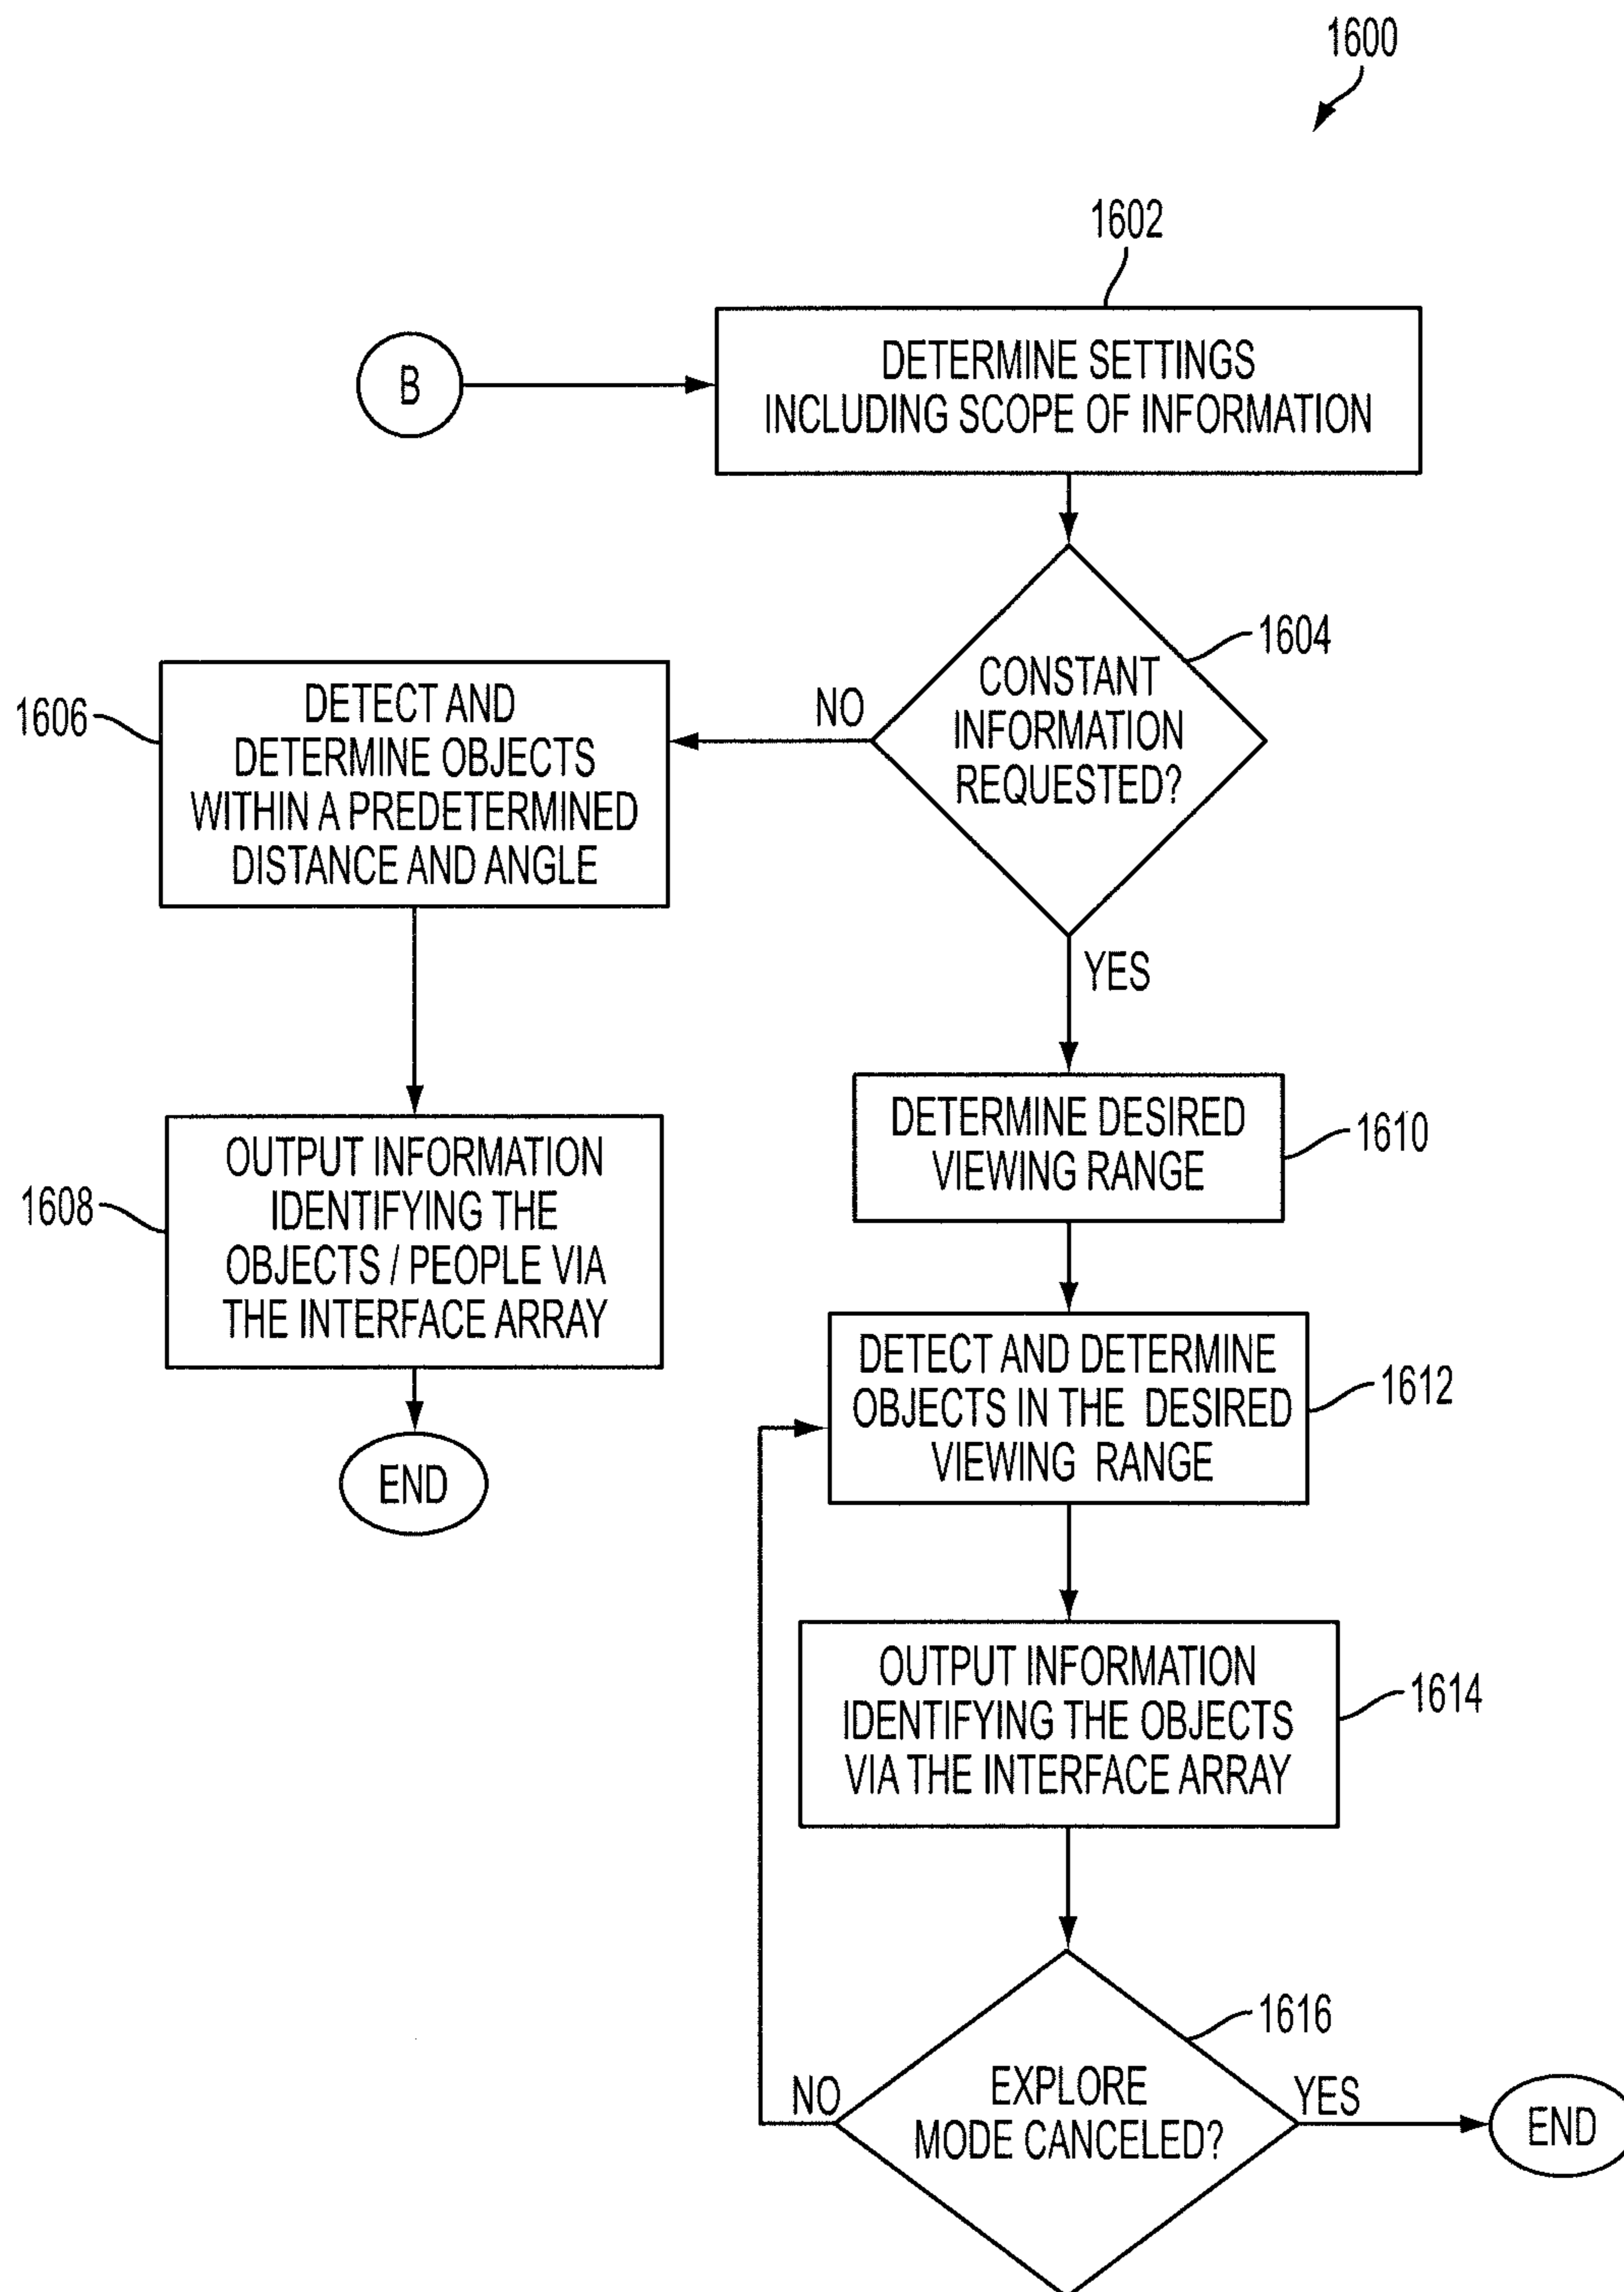 1600
1602
B
DETERMINE SETTINGS
INCLUDING SCOPE OF INFORMATION
1604
CONSTANT
INFORMATION
REQUESTED?
NO
1606
DETECT AND
DETERMINE OBJECTS
WITHIN A PREDETERMINED
DISTANCE AND ANGLE
YES
1608
OUTPUT INFORMATION
IDENTIFYING THE
OBJECTS / PEOPLE VIA
THE INTERFACE ARRAY
END
DETERMINE DESIRED
VIEWING RANGE
1610
DETECT AND DETERMINE
OBJECTS IN THE DESIRED
VIEWING RANGE
1612
OUTPUT INFORMATION
IDENTIFYING THE OBJECTS
VIA THE INTERFACE ARRAY
1614
1616
EXPLORE
MODE CANCELED?
NO
YES
END